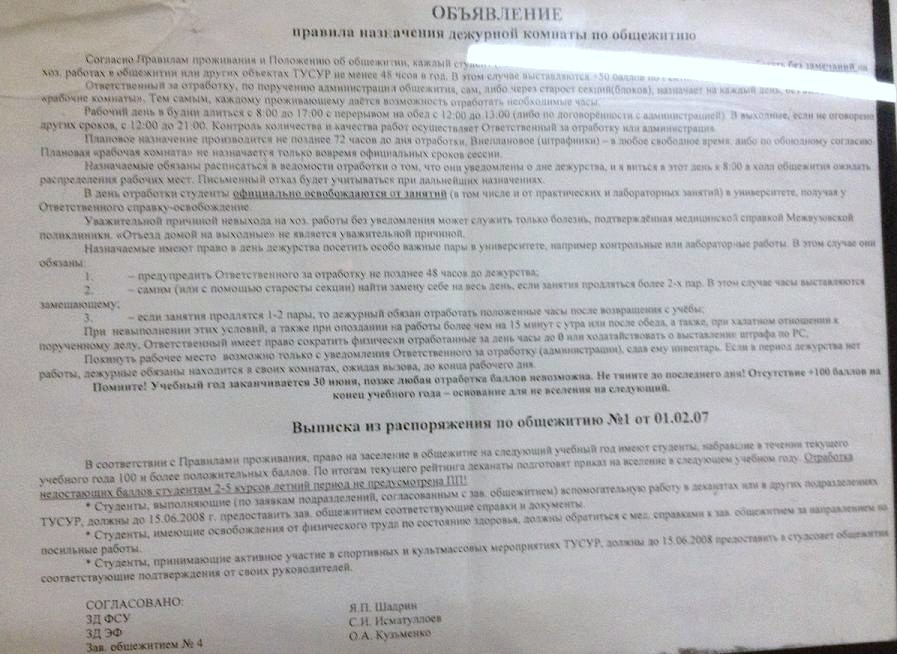 ОБЪЯВЛЕНИЕ
правила назначения дежурной комнаты по общежитию
Согласно Правилам проживания и Положению об общежитии, каждый без замечаний на
хоз. работах в общежитии или других объектах ТУСУР не менее 48 часов в год. В этом случае выставляются +50 баллов по
Ответственный за отработку, по поручению администрации общежития, сам, либо через старост секций(блоков), назначает на каждый день,
«рабочие комнаты». Тем самым, каждому проживающему даётся возможность отработать необходимые часы.
Рабочий день в будни длиться с 8:00 до 17:00 с перерывом на обед с 12:00 до 13:00 (либо по договорённости с администрацией). В выходные, если не оговорено
других сроков, с 12:00 до 21:00. Контроль количества и качества работ осуществляет Ответственный за отработку или администрация.
Плановое назначение производится не позднее 72 часов до дня отработки. Внеплановое (штрафники) – в любое свободное время, либо по обоюдному согласию.
Плановая «рабочая комната» не назначается только вовремя официальных сроков сессии.
Назначаемые обязаны расписаться в ведомости отработки о том, что они уведомлены о дне дежурства, и я виться в этот день к 8:00 в холл общежития ожидать
распределения рабочих мест. Письменный отказ будет учитываться при дальнейших назначениях.
В день отработки студенты официально освобождаются от занятий (в том числе и от практических и лабораторных занятий) в университете, получая у
Ответственного справку-освобождение.
Уважительной причиной невыхода на хоз. работы без уведомления может служить только болезнь, подтверждённая медицинской справкой Межвузовской
поликлиники. «Отъезд домой на выходные» не является уважительной причиной.
Назначаемые имеют право в день дежурства посетить особо важные пары в университете, например контрольные или лабораторные работы. В этом случае они
обязаны:
1. – предупредить Ответственного за отработку не позднее 48 часов до дежурства;
2. – самим (или с помощью старосты секции) найти замену себе на весь день, если занятия продляться более 2-х пар. В этом случае часы выставляются
замещающему;
3. – если занятия продлятся 1-2 пары, то дежурный обязан отработать положенные часы после возвращения с учёбы;
При невыполнении этих условий, а также при опоздании на работы более чем на 15 минут с утра или после обеда, а также, при халатном отношении к
порученному делу, Ответственный имеет право сократить физически отработанные за день часы до 0 или ходатайствовать о выставление штрафа по РС.
Покинуть рабочее место возможно только с уведомления Ответственного за отработку (администрации), сдав ему инвентарь. Если в период дежурства нет
работы, дежурные обязаны находится в своих комнатах, ожидая вызова, до конца рабочего дня.
Помните! Учебный год заканчивается 30 июня, позже любая отработка баллов невозможна. Не тяните до последнего дня! Отсутствие +100 баллов на
конец учебного года – основание для не вселения на следующий.
Выписка из распоряжения по общежитию №1 от 01.02.07
В соответствии с Правилами проживания, право на заселение в общежитие на следующий учебный год имеют студенты, набравшие в течении текущего
учебного года 100 и более положительных баллов. По итогам текущего рейтинга деканаты подготовят приказ на вселение в следующем учебном году. Отработка
недостающих баллов студентам 2-5 курсов летний период не предусмотрена ПП!
* Студенты, выполняющие (по заявкам подразделений, согласованным с зав. общежитием) вспомогательную работу в деканатах или в других подразделениях
ТУСУР, должны до 15.06.2008 г. предоставить зав. общежитием соответствующие справки и документы.
* Студенты, имеющие освобождения от физического труда по состоянию здоровья, должны обратиться с мед. справками к зав. общежитием за направлением на
посильные работы.
* Студенты, принимающие активное участие в спортивных и культмассовых мероприятиях ТУСУР, должны до 15.06.2008 предоставить в студсовет общежития
соответствующие подтверждения от своих руководителей.
СОГЛАСОВАНО:
ЗД ФСУ Я.П. Шадрин
ЗД ЭФ С.И. Исматуллоев
Зав. общежитием № 4 О.А. Кузьменко